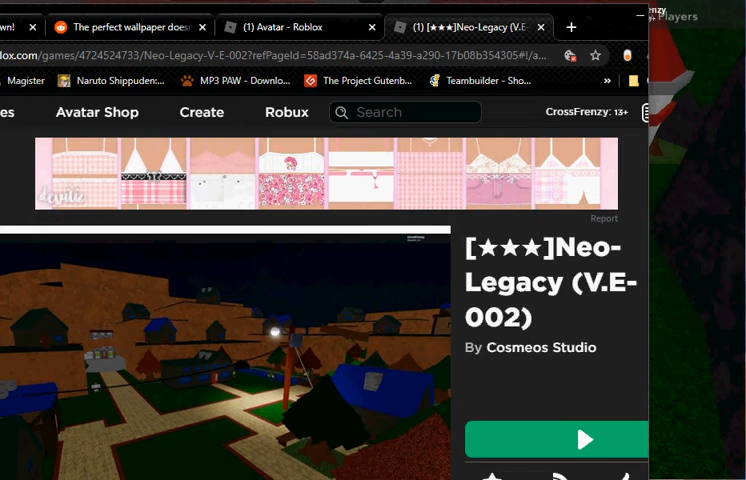 wn!
The perfect wallpaper does
(1) Avatar - Roblox
(1) [★★★]Neo-Legacy (V.E-
enzy
Players
lox.com/games/4724524733/Neo-Legacy-V-E-002?refPageId=58ad374a-6425-4a39-a290-17b08b354305#!/a...
Magister
Naruto Shippuden:...
MP3 PAW - Downlo...
The Project Gutenb...
Teambuilder - Sho...
»
es
Avatar Shop
Create
Robux
Search
CrossFrenzy: 13+
devitie
Report
[★★★]Neo-
Legacy (V.E-
002)
By Cosmeos Studio